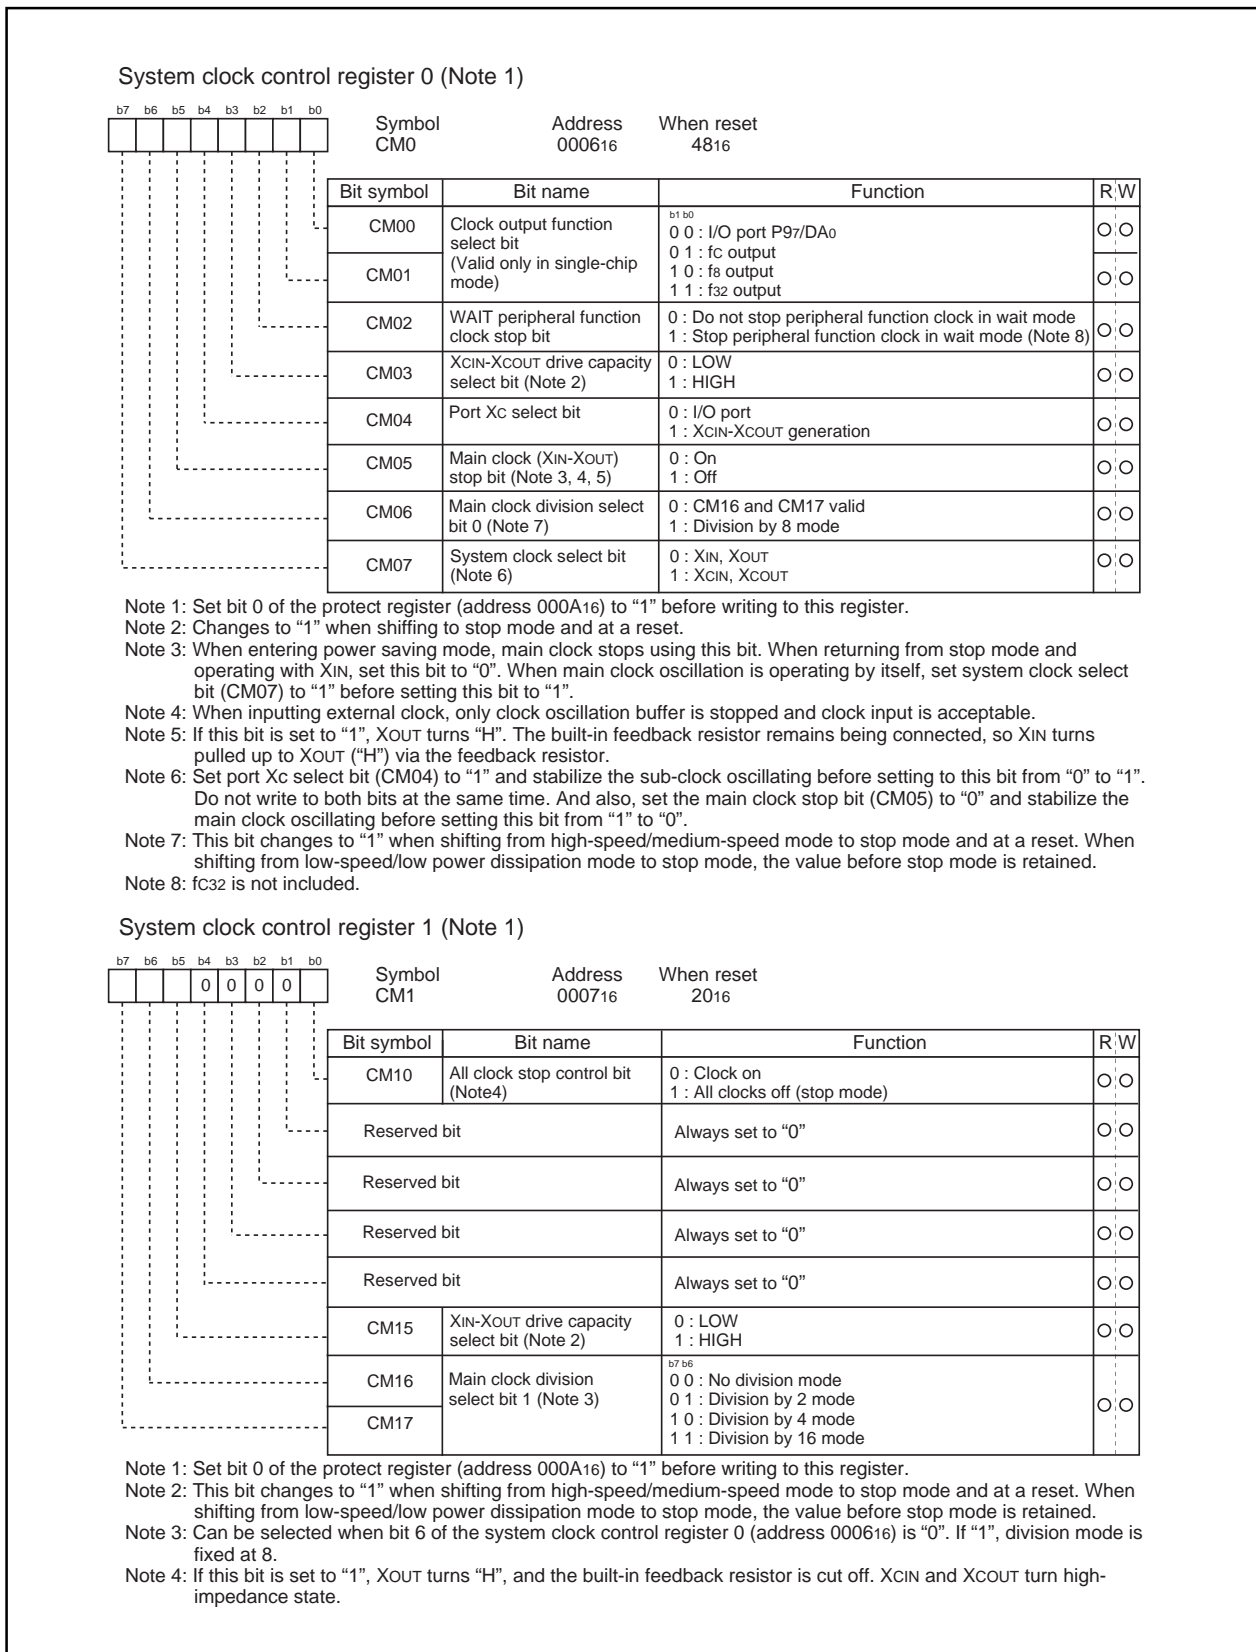 System clock control register 0 (Note 1)
b7 b6 b5 b4 b3 b2 b1 b0
Symbol Address When reset
CM0 000616 4816
Bit symbol Bit name Function R W
CM00 Clock output function select bit (Valid only in single-chip mode)
b1 b0
0 0 : I/O port P97/DA0
0 1 : fC output
CM01
1 0 : f8 output
1 1 : f32 output
CM02 WAIT peripheral function 0 : Do not stop peripheral function clock in wait mode
clock stop bit 1 : Stop peripheral function clock in wait mode (Note 8)
CM03 XCIN-XCOUT drive capacity 0 : LOW
select bit (Note 2) 1 : HIGH
CM04 Port XC select bit 0 : I/O port
1 : XCIN-XCOUT generation
CM05 Main clock (XIN-XOUT) 0 : On
stop bit (Note 3, 4, 5) 1 : Off
CM06 Main clock division select 0 : CM16 and CM17 valid
bit 0 (Note 7) 1 : Division by 8 mode
CM07 System clock select bit 0 : XIN, XOUT
(Note 6) 1 : XCIN, XCOUT
Note 1: Set bit 0 of the protect register (address 000A16) to “1” before writing to this register.
Note 2: Changes to “1” when shiffing to stop mode and at a reset.
Note 3: When entering power saving mode, main clock stops using this bit. When returning from stop mode and
operating with XIN, set this bit to “0”. When main clock oscillation is operating by itself, set system clock select
bit (CM07) to “1” before setting this bit to “1”.
Note 4: When inputting external clock, only clock oscillation buffer is stopped and clock input is acceptable.
Note 5: If this bit is set to “1”, XOUT turns “H”. The built-in feedback resistor remains being connected, so XIN turns
pulled up to XOUT (“H”) via the feedback resistor.
Note 6: Set port Xc select bit (CM04) to “1” and stabilize the sub-clock oscillating before setting to this bit from “0” to “1”.
Do not write to both bits at the same time. And also, set the main clock stop bit (CM05) to “0” and stabilize the
main clock oscillating before setting this bit from “1” to “0”.
Note 7: This bit changes to “1” when shifting from high-speed/medium-speed mode to stop mode and at a reset. When
shifting from low-speed/low power dissipation mode to stop mode, the value before stop mode is retained.
Note 8: fC32 is not included.
System clock control register 1 (Note 1)
b7 b6 b5 b4 b3 b2 b1 b0
0 0 0 0
Symbol Address When reset
CM1 000716 2016
Bit symbol Bit name Function R W
CM10 All clock stop control bit 0 : Clock on
(Note4) 1 : All clocks off (stop mode)
Reserved bit Always set to “0”
Reserved bit Always set to “0”
Reserved bit Always set to “0”
Reserved bit Always set to “0”
CM15 XIN-XOUT drive capacity 0 : LOW
select bit (Note 2) 1 : HIGH
b7 b6
CM16 Main clock division 0 0 : No division mode
select bit 1 (Note 3) 0 1 : Division by 2 mode
CM17 1 0 : Division by 4 mode
1 1 : Division by 16 mode
Note 1: Set bit 0 of the protect register (address 000A16) to “1” before writing to this register.
Note 2: This bit changes to “1” when shifting from high-speed/medium-speed mode to stop mode and at a reset. When
shifting from low-speed/low power dissipation mode to stop mode, the value before stop mode is retained.
Note 3: Can be selected when bit 6 of the system clock control register 0 (address 000616) is “0”. If “1”, division mode is
fixed at 8.
Note 4: If this bit is set to “1”, XOUT turns “H”, and the built-in feedback resistor is cut off. XCIN and XCOUT turn high-
impedance state.